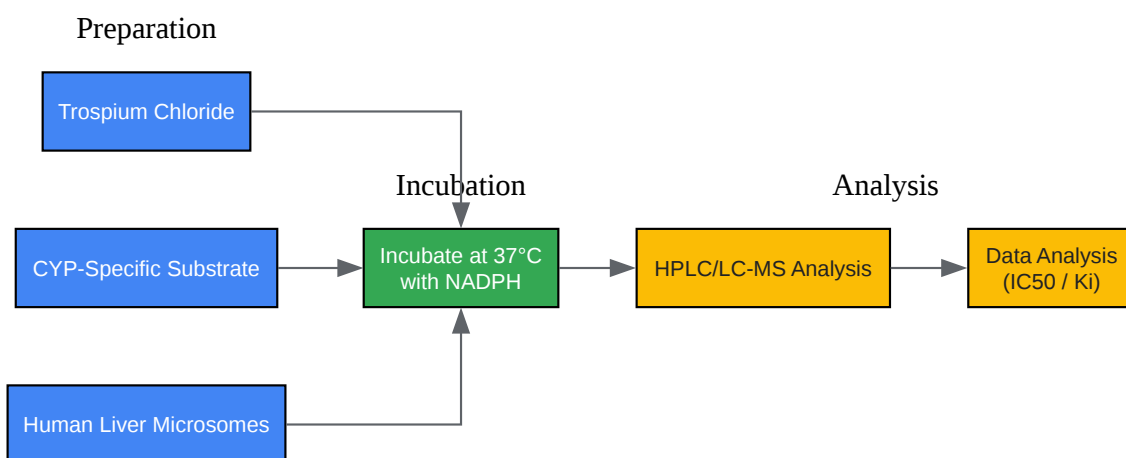 Preparation
Trospium Chloride
Incubation
Analysis
CYP-Specific Substrate
Incubate at 37°C
with NADPH
HPLC/LC-MS Analysis
Data Analysis
(IC50 / Ki)
Human Liver Microsomes